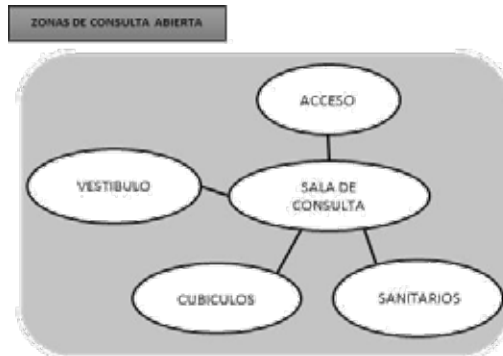 ZONAS DE CONSULTA ABIERTA
ACCESO
VESTIBULO
SALA DE
CONSULTA
CUBICULOS
SANITARIOS